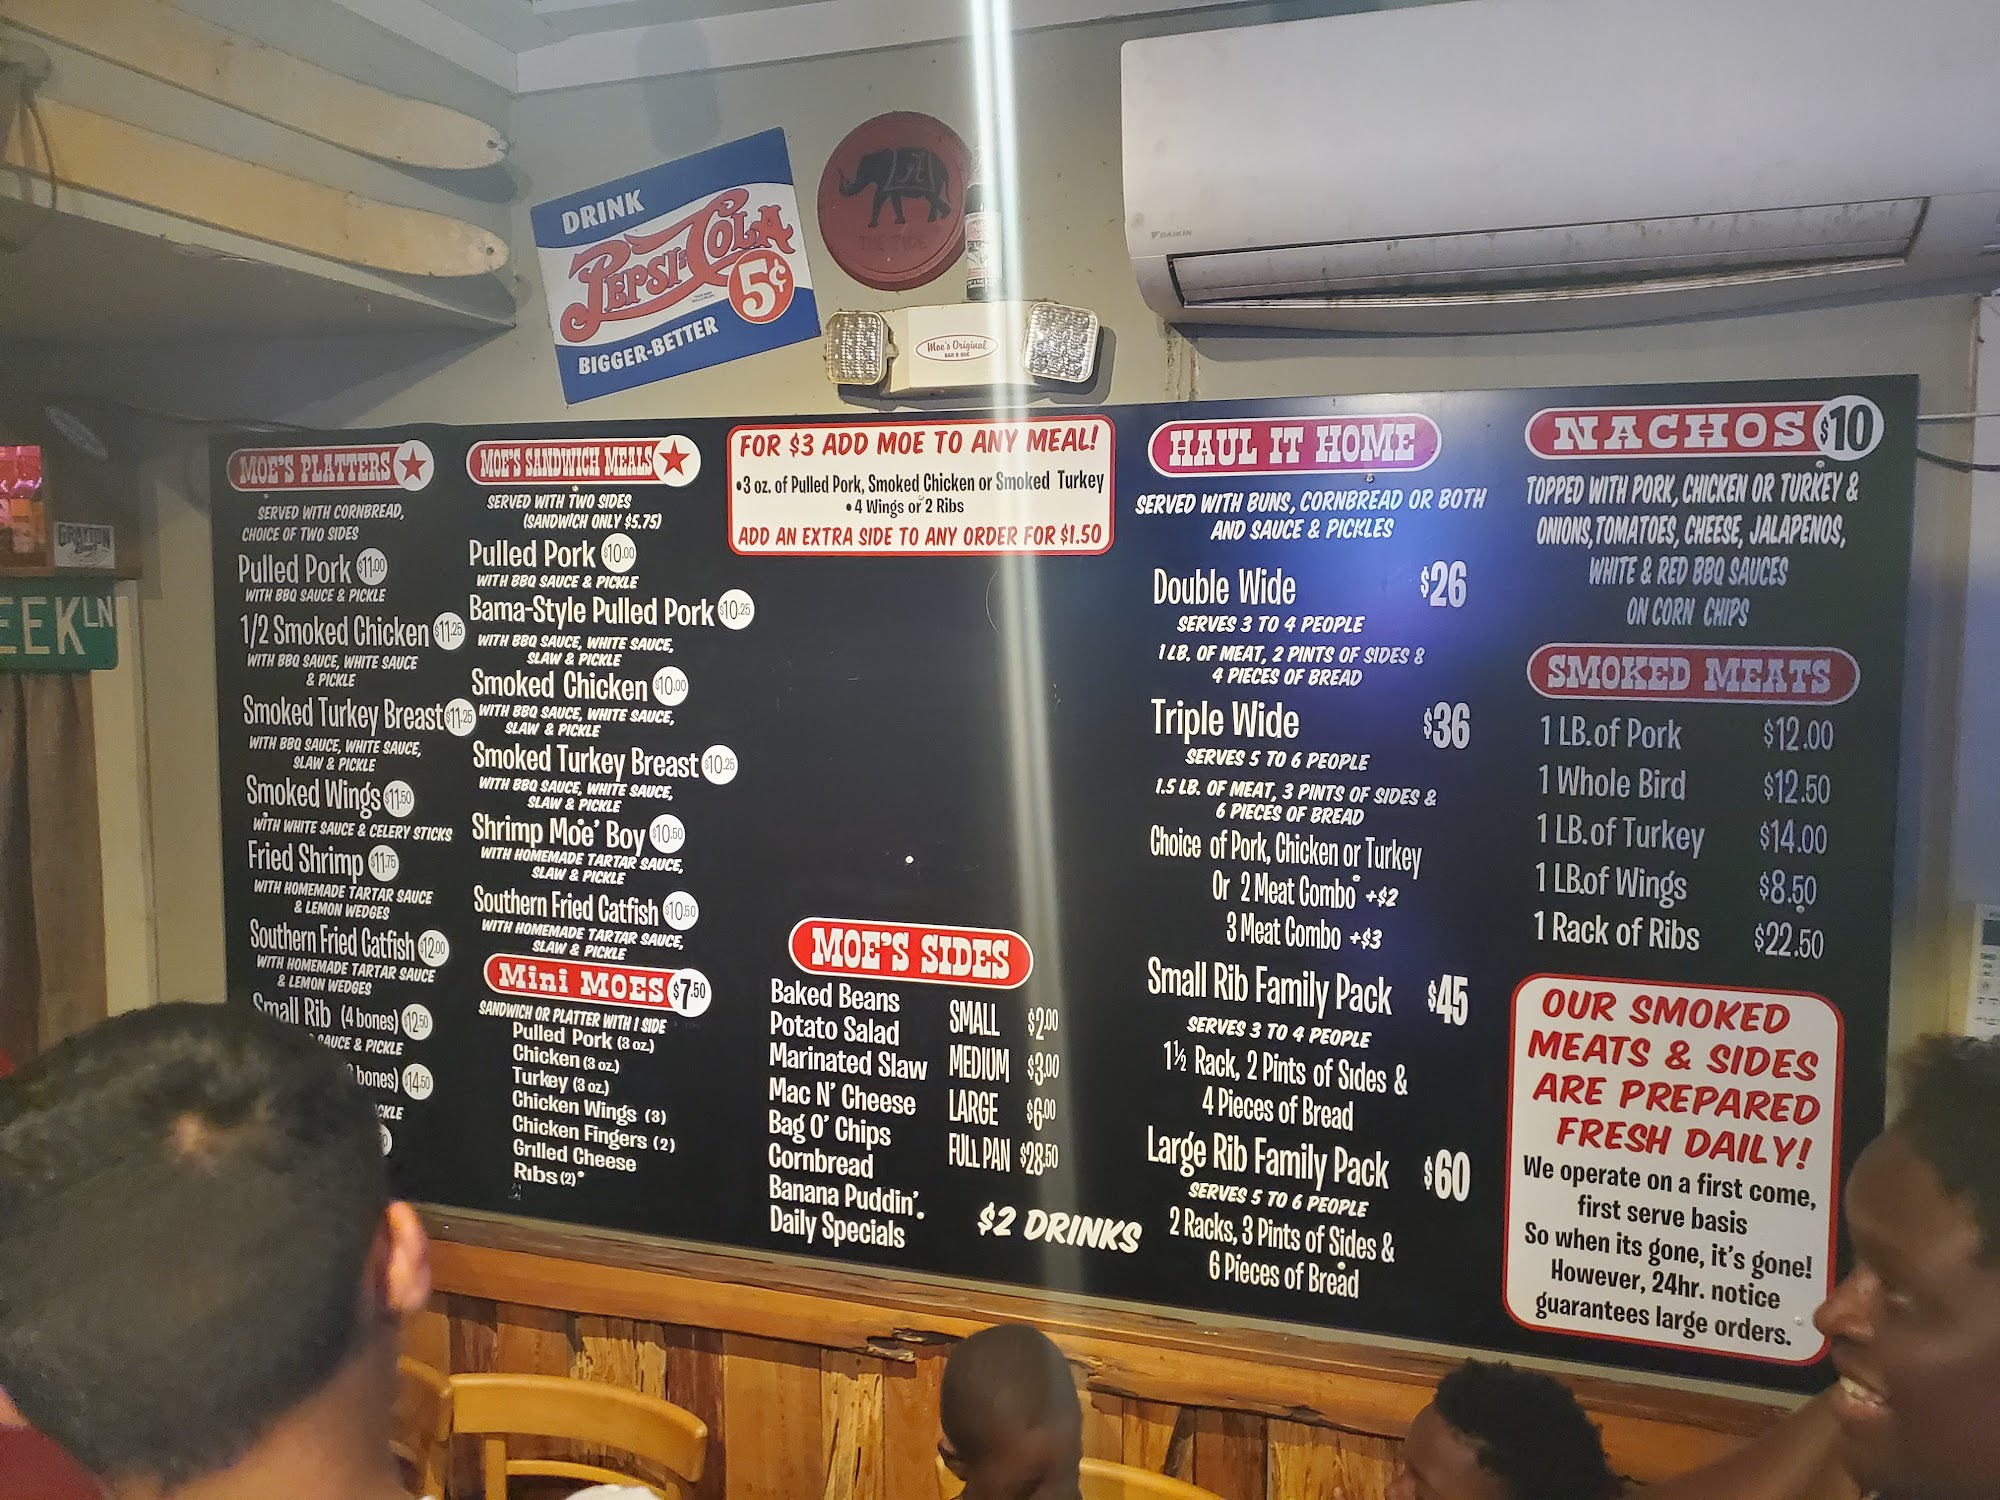 DRINK
PEPSI-COLA
5¢
BIGGER-BETTER
A
THE TIDE
Moe's Original
BAR B QUE
DAIKIN
GRAYTON
EEK LN
MOE'S PLATTERS
SERVED WITH CORNBREAD,
CHOICE OF TWO SIDES
Pulled Pork $11.00
WITH BBQ SAUCE & PICKLE
1/2 Smoked Chicken $11.25
WITH BBQ SAUCE, WHITE SAUCE
& PICKLE
Smoked Turkey Breast $11.25
WITH BBQ SAUCE, WHITE SAUCE,
SLAW & PICKLE
Smoked Wings $11.50
WITH WHITE SAUCE & CELERY STICKS
Fried Shrimp $11.75
WITH HOMEMADE TARTAR SAUCE
& LEMON WEDGES
Southern Fried Catfish $12.00
WITH HOMEMADE TARTAR SAUCE
& LEMON WEDGES
Small Rib (4 bones) $12.50
SAUCE & PICKLE
bones) $14.50
CKLE
MOE'S SANDWICH MEALS
SERVED WITH TWO SIDES
(SANDWICH ONLY $5.75)
Pulled Pork $10.00
WITH BBQ SAUCE & PICKLE
Bama-Style Pulled Pork $10.25
WITH BBQ SAUCE, WHITE SAUCE,
SLAW & PICKLE
Smoked Chicken $10.00
WITH BBQ SAUCE, WHITE SAUCE,
SLAW & PICKLE
Smoked Turkey Breast $10.25
WITH BBQ SAUCE, WHITE SAUCE,
SLAW & PICKLE
Shrimp Moe' Boy $10.50
WITH HOMEMADE TARTAR SAUCE,
SLAW & PICKLE
Southern Fried Catfish $10.50
WITH HOMEMADE TARTAR SAUCE,
SLAW & PICKLE
Mini MOES $7.50
SANDWICH OR PLATTER WITH 1 SIDE
Pulled Pork (3 oz.)
Chicken (3 oz.)
Turkey (3 oz.)
Chicken Wings (3)
Chicken Fingers (2)
Grilled Cheese
Ribs (2)*
FOR $3 ADD MOE TO ANY MEAL!
•3 oz. of Pulled Pork, Smoked Chicken or Smoked Turkey
•4 Wings or 2 Ribs
ADD AN EXTRA SIDE TO ANY ORDER FOR $1.50
MOE'S SIDES
Baked Beans
Potato Salad
Marinated Slaw
Mac N' Cheese
Bag O' Chips
Cornbread
Banana Puddin'.
Daily Specials
SMALL $2.00
MEDIUM $3.00
LARGE $6.00
FULL PAN $28.50
$2 DRINKS
HAUL IT HOME
SERVED WITH BUNS, CORNBREAD OR BOTH
AND SAUCE & PICKLES
Double Wide $26
SERVES 3 TO 4 PEOPLE
1 LB. OF MEAT, 2 PINTS OF SIDES &
4 PIECES OF BREAD
Triple Wide $36
SERVES 5 TO 6 PEOPLE
1.5 LB. OF MEAT, 3 PINTS OF SIDES &
6 PIECES OF BREAD
Choice of Pork, Chicken or Turkey
Or 2 Meat Combo +$2
3 Meat Combo +$3
Small Rib Family Pack $45
SERVES 3 TO 4 PEOPLE
1½ Rack, 2 Pints of Sides &
4 Pieces of Bread
Large Rib Family Pack $60
SERVES 5 TO 6 PEOPLE
2 Racks, 3 Pints of Sides &
6 Pieces of Bread
NACHOS $10
TOPPED WITH PORK, CHICKEN OR TURKEY &
ONIONS, TOMATOES, CHEESE, JALAPENOS,
WHITE & RED BBQ SAUCES
ON CORN CHIPS
SMOKED MEATS
1 LB. of Pork $12.00
1 Whole Bird $12.50
1 LB. of Turkey $14.00
1 LB.of Wings $8.50
1 Rack of Ribs $22.50
OUR SMOKED
MEATS & SIDES
ARE PREPARED
FRESH DAILY!
We operate on a first come,
first serve basis
So when its gone, it's gone!
However, 24hr. notice
guarantees large orders.